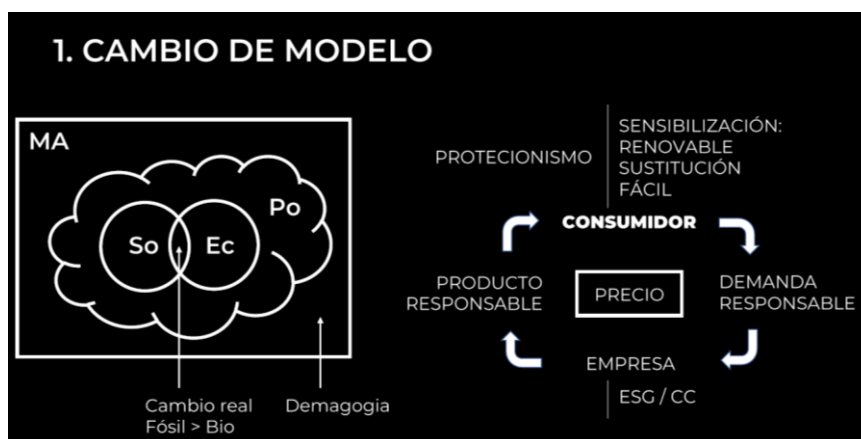 1. CAMBIO DE MODELO
MA
Po
So
Ec
Cambio real
Fósil > Bio
Demagogia
PROTECIONISMO
SENSIBILIZACIÓN:
RENOVABLE
SUSTITUCIÓN
FÁCIL
CONSUMIDOR
PRODUCTO
RESPONSABLE
PRECIO
DEMANDA
RESPONSABLE
EMPRESA
ESG / CC